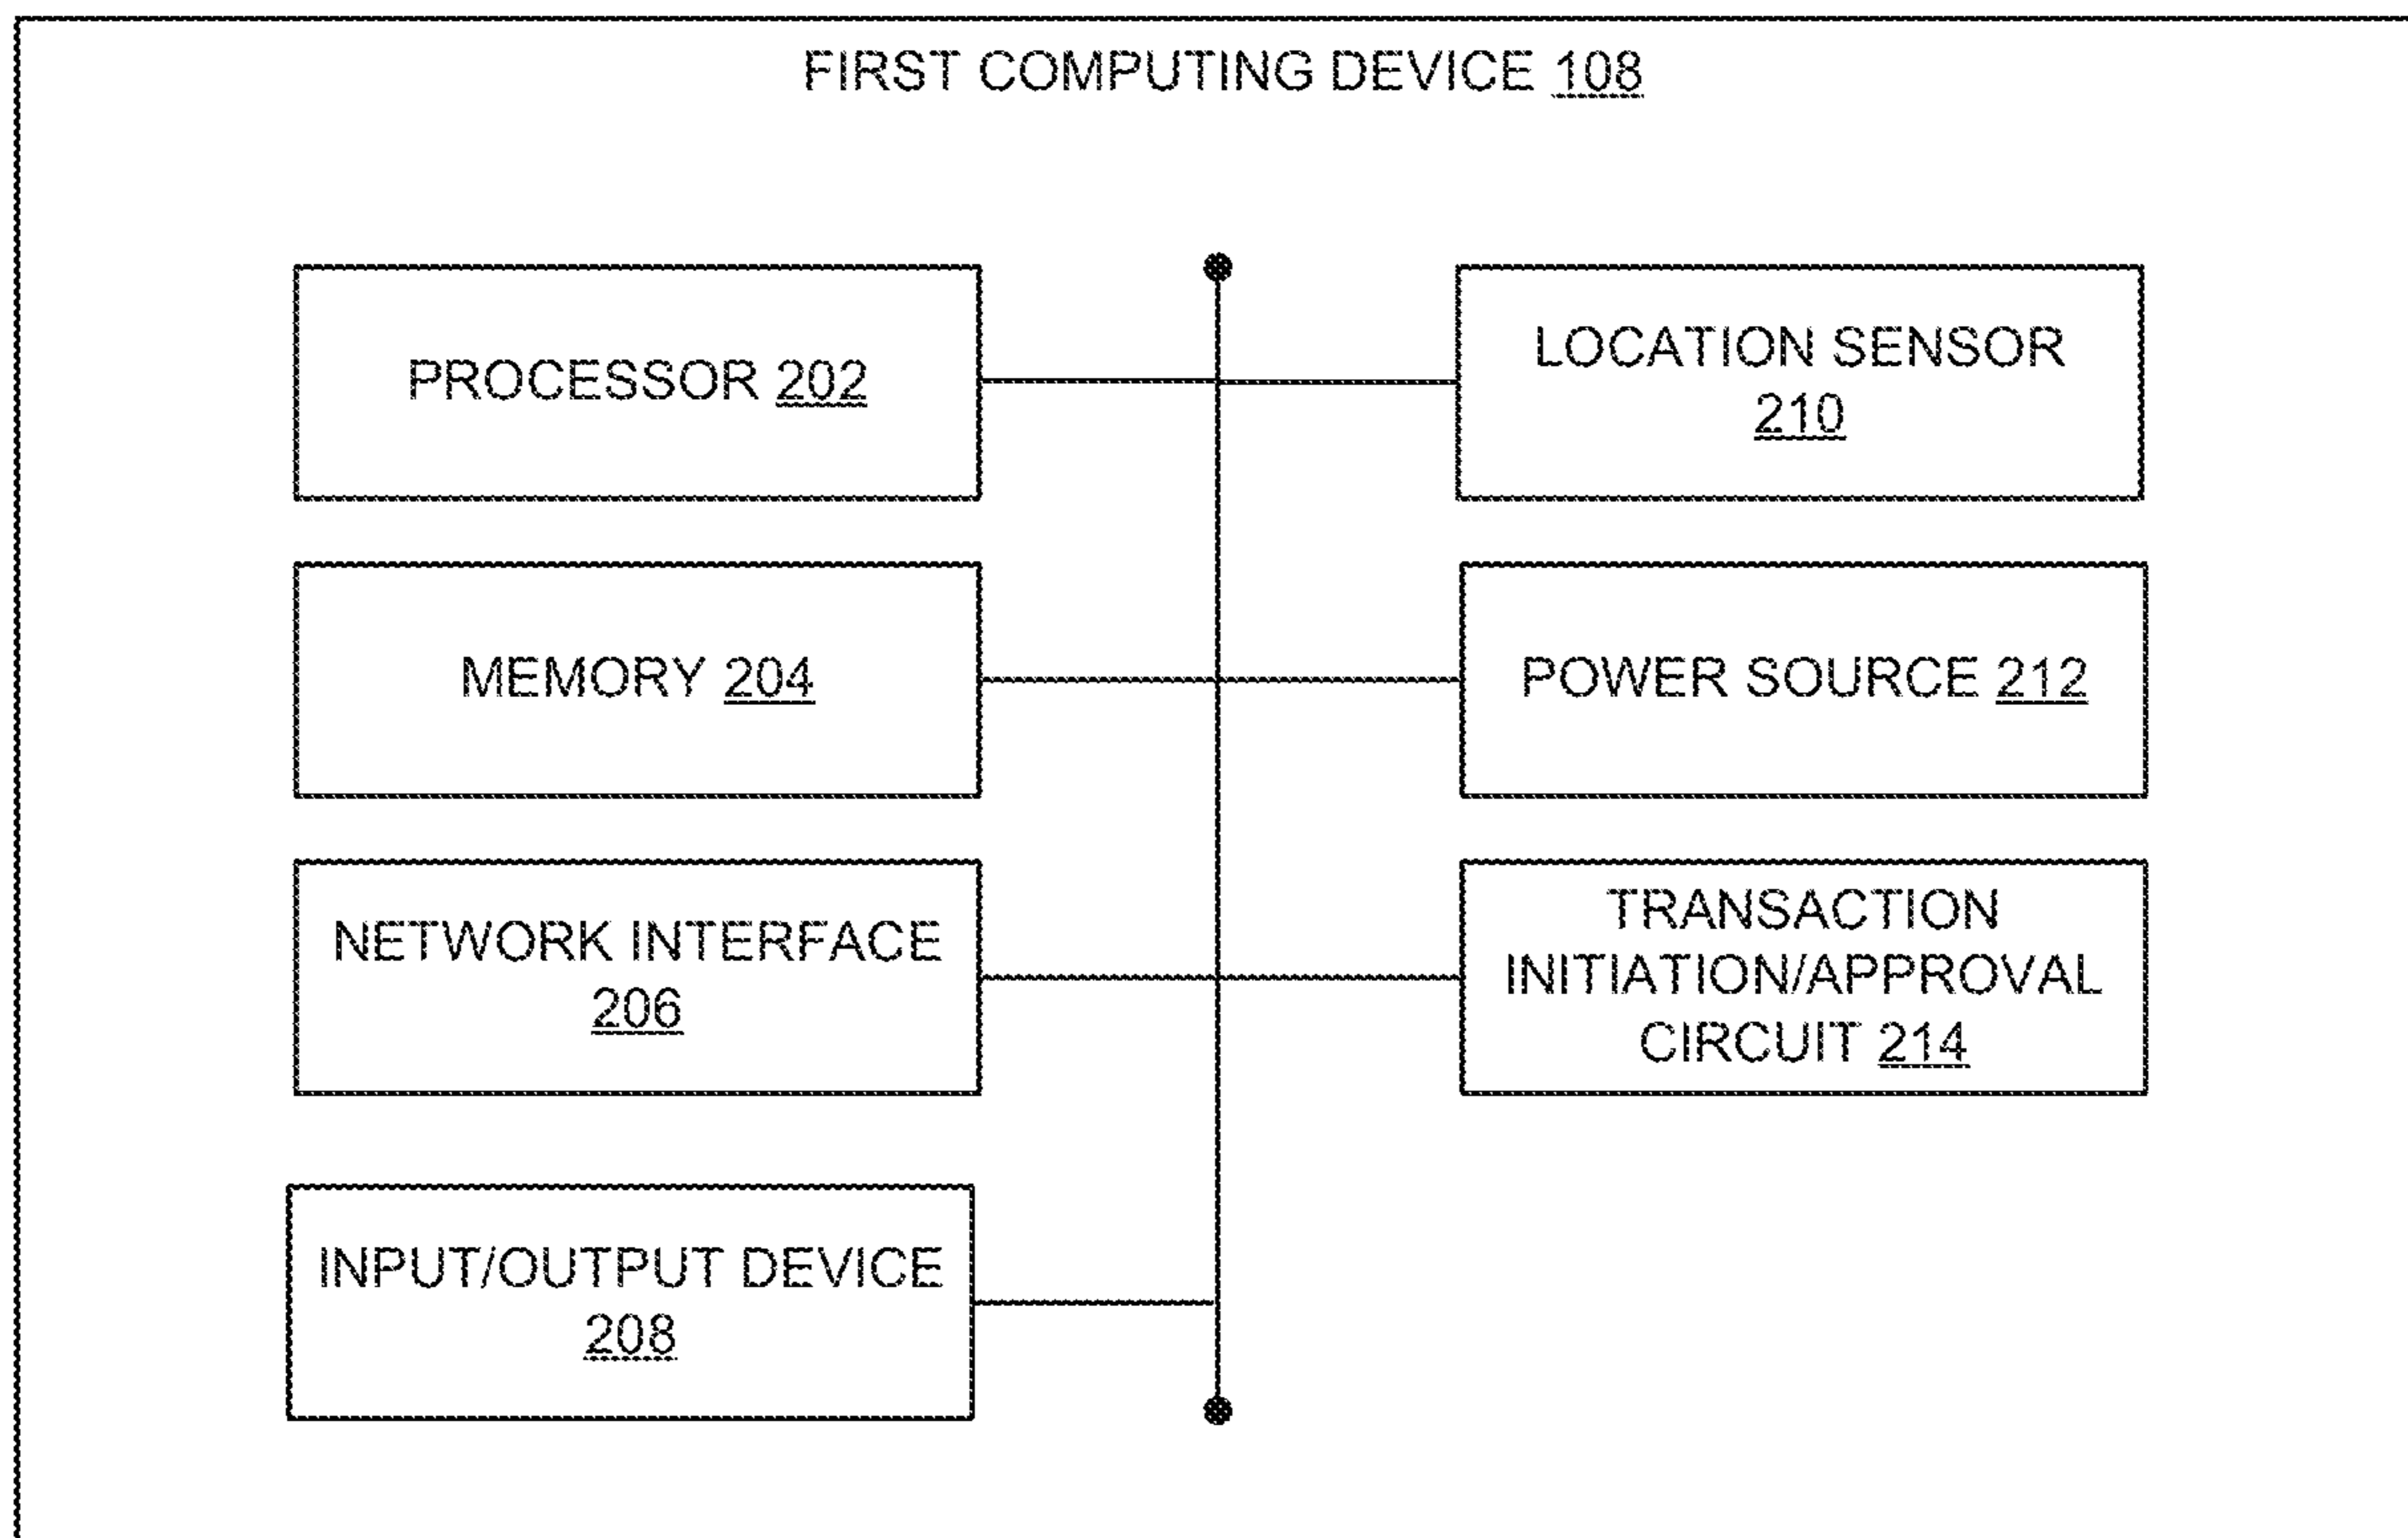 FIRST COMPUTING DEVICE 108
PROCESSOR 202
LOCATION SENSOR
210
MEMORY 204
POWER SOURCE 212
NETWORK INTERFACE
206
TRANSACTION
INITIATION/APPROVAL
CIRCUIT 214
INPUT/OUTPUT DEVICE
208